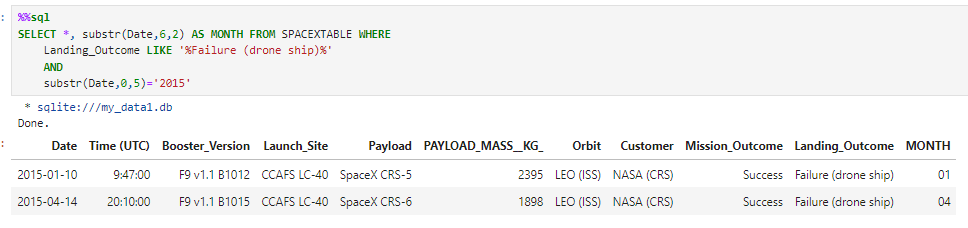 %%sql
SELECT *, substr(Date,6,2) AS MONTH FROM SPACEXTABLE WHERE
Landing_Outcome LIKE '%Failure (drone ship)%'
AND
substr(Date,0,5)='2015'
* sqlite:///my_data1.db
Done.
Date Time (UTC) Booster_Version Launch_Site Payload PAYLOAD_MASS__KG_ Orbit Customer Mission_Outcome Landing_Outcome MONTH
2015-01-10 9:47:00 F9 v1.1 B1012 CCAFS LC-40 SpaceX CRS-5 2395 LEO (ISS) NASA (CRS) Success Failure (drone ship) 01
2015-04-14 20:10:00 F9 v1.1 B1015 CCAFS LC-40 SpaceX CRS-6 1898 LEO (ISS) NASA (CRS) Success Failure (drone ship) 04